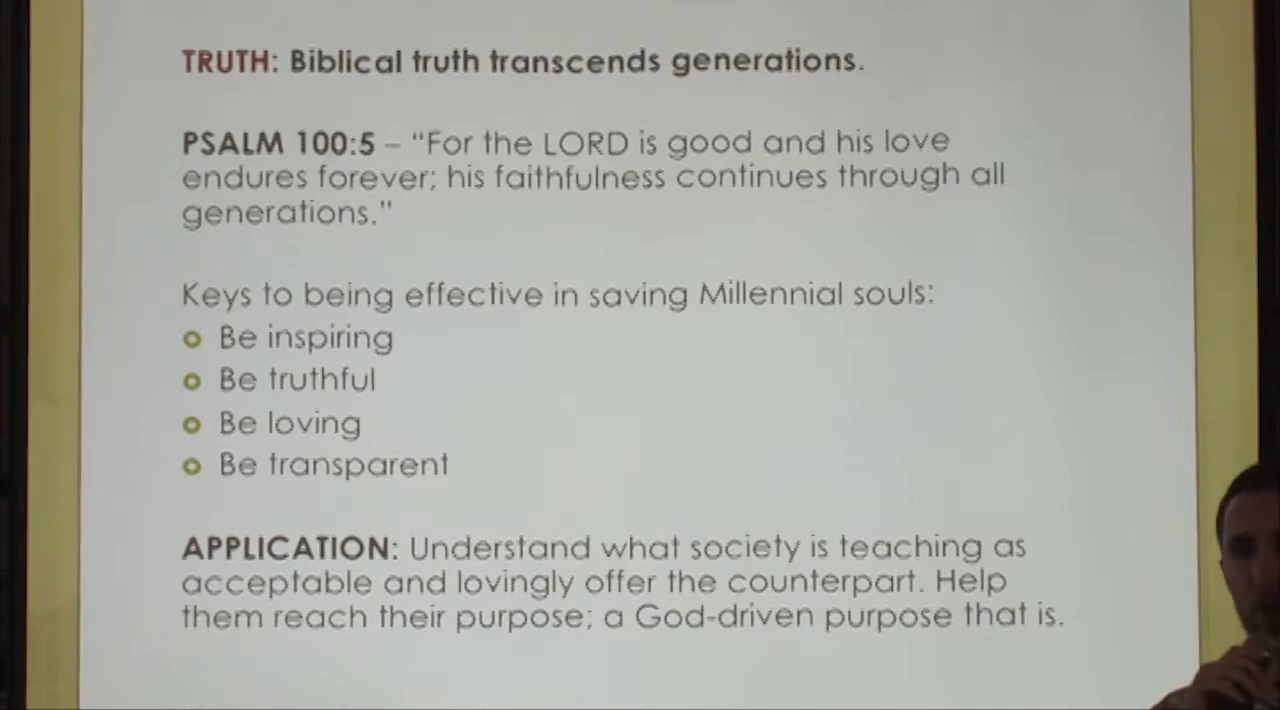 TRUTH: Biblical truth transcends generations.
PSALM 100:5 – "For the LORD is good and his love
endures forever; his faithfulness continues through all
generations."
Keys to being effective in saving Millennial souls:
Be inspiring
Be truthful
Be loving
Be transparent
APPLICATION: Understand what society is teaching as
acceptable and lovingly offer the counterpart. Help
them reach their purpose; a God-driven purpose that is.